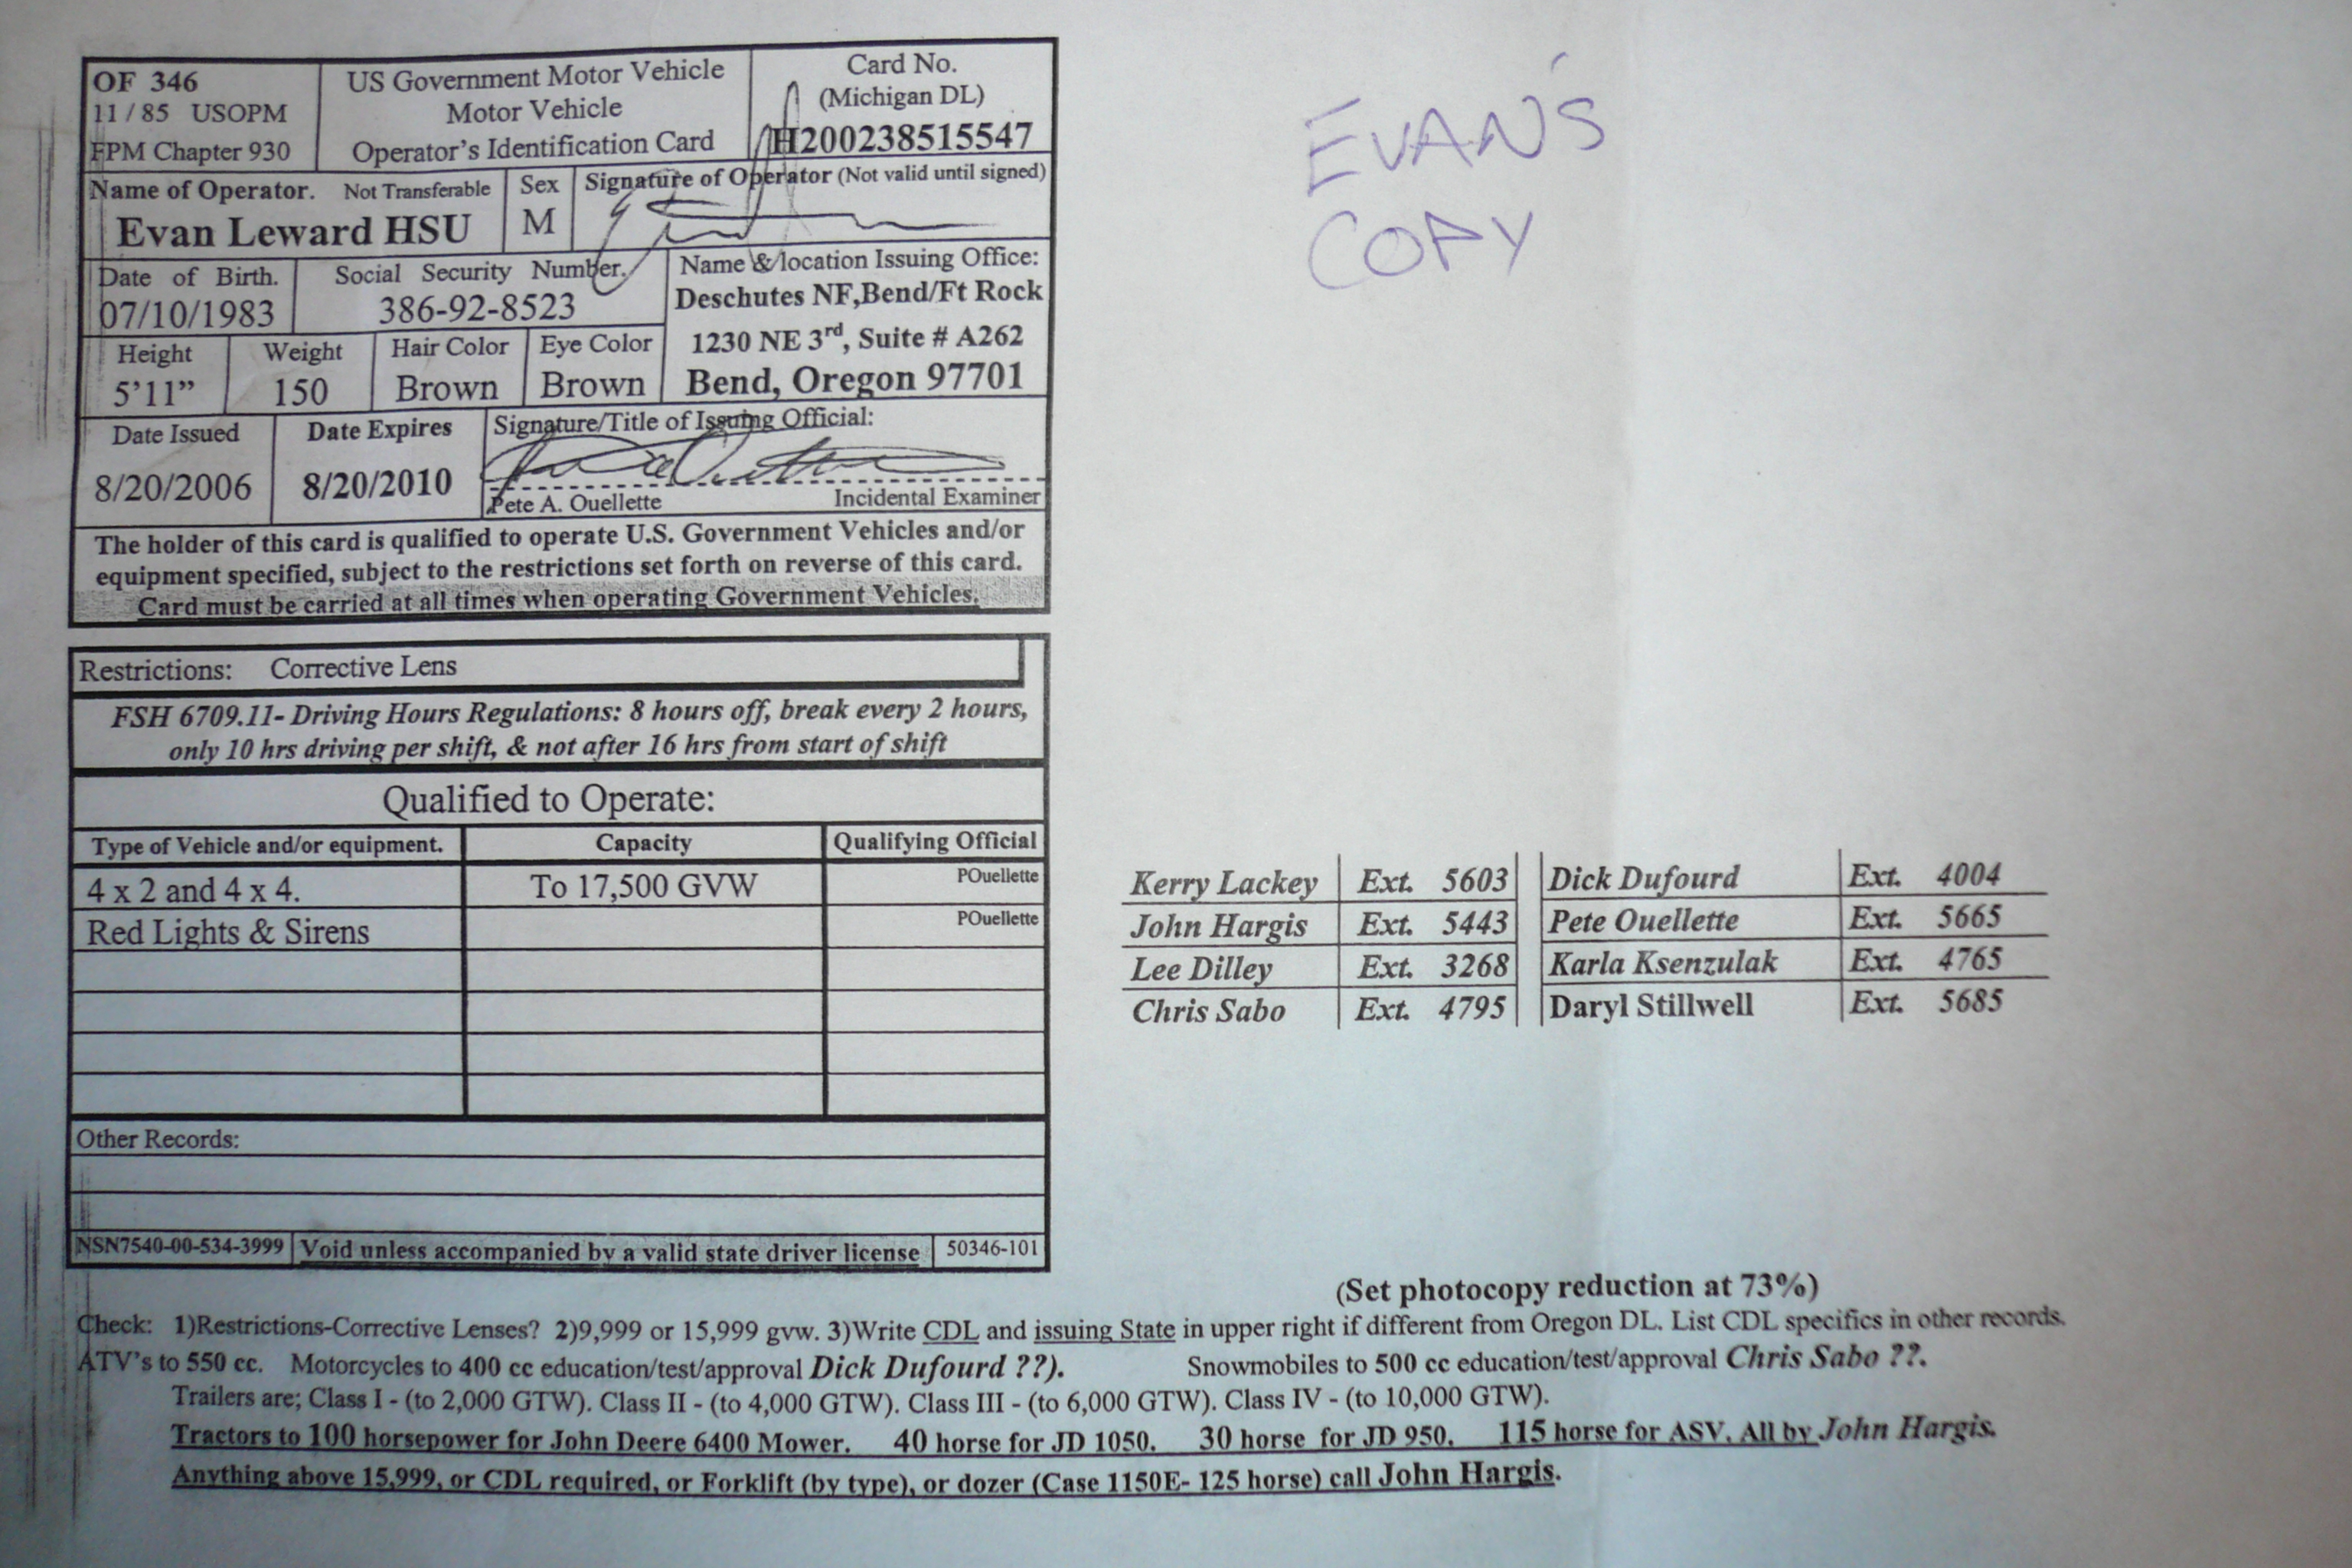 OF 346
11 / 85 USOPM
FPM Chapter 930
US Government Motor Vehicle
Motor Vehicle
Operator's Identification Card
Card No.
(Michigan DL)
H200238515547
Name of Operator. Not Transferable
Evan Leward HSU
Sex
M
Signature of Operator (Not valid until signed)
Date of Birth.
07/10/1983
Social Security Number.
386-92-8523
Name & location Issuing Office:
Deschutes NF,Bend/Ft Rock
1230 NE 3rd, Suite # A262
Bend, Oregon 97701
Height
5'11”
Weight
150
Hair Color
Brown
Eye Color
Brown
Date Issued
8/20/2006
Date Expires
8/20/2010
Signature/Title of Issuing Official:
Pete A. Ouellette Incidental Examiner
The holder of this card is qualified to operate U.S. Government Vehicles and/or
equipment specified, subject to the restrictions set forth on reverse of this card.
Card must be carried at all times when operating Government Vehicles.
EVAN'S
COPY
Restrictions: Corrective Lens
FSH 6709.11- Driving Hours Regulations: 8 hours off, break every 2 hours,
only 10 hrs driving per shift, & not after 16 hrs from start of shift
Qualified to Operate:
Type of Vehicle and/or equipment. Capacity Qualifying Official
4 x 2 and 4 x 4. To 17,500 GVW POuellette
Red Lights & Sirens POuellette
Other Records:
NSN7540-00-534-3999 Void unless accompanied by a valid state driver license 50346-101
Kerry Lackey Ext. 5603 Dick Dufourd Ext. 4004
John Hargis Ext. 5443 Pete Ouellette Ext. 5665
Lee Dilley Ext. 3268 Karla Ksenzulak Ext. 4765
Chris Sabo Ext. 4795 Daryl Stillwell Ext. 5685
(Set photocopy reduction at 73%)
Check: 1)Restrictions-Corrective Lenses? 2)9,999 or 15,999 gvw. 3)Write CDL and issuing State in upper right if different from Oregon DL. List CDL specifics in other records.
ATV's to 550 cc. Motorcycles to 400 cc education/test/approval Dick Dufourd ??). Snowmobiles to 500 cc education/test/approval Chris Sabo ??.
Trailers are; Class I - (to 2,000 GTW). Class II - (to 4,000 GTW). Class III - (to 6,000 GTW). Class IV - (to 10,000 GTW).
Tractors to 100 horsepower for John Deere 6400 Mower. 40 horse for JD 1050. 30 horse for JD 950. 115 horse for ASV. All by John Hargis.
Anything above 15,999, or CDL required, or Forklift (by type), or dozer (Case 1150E- 125 horse) call John Hargis.